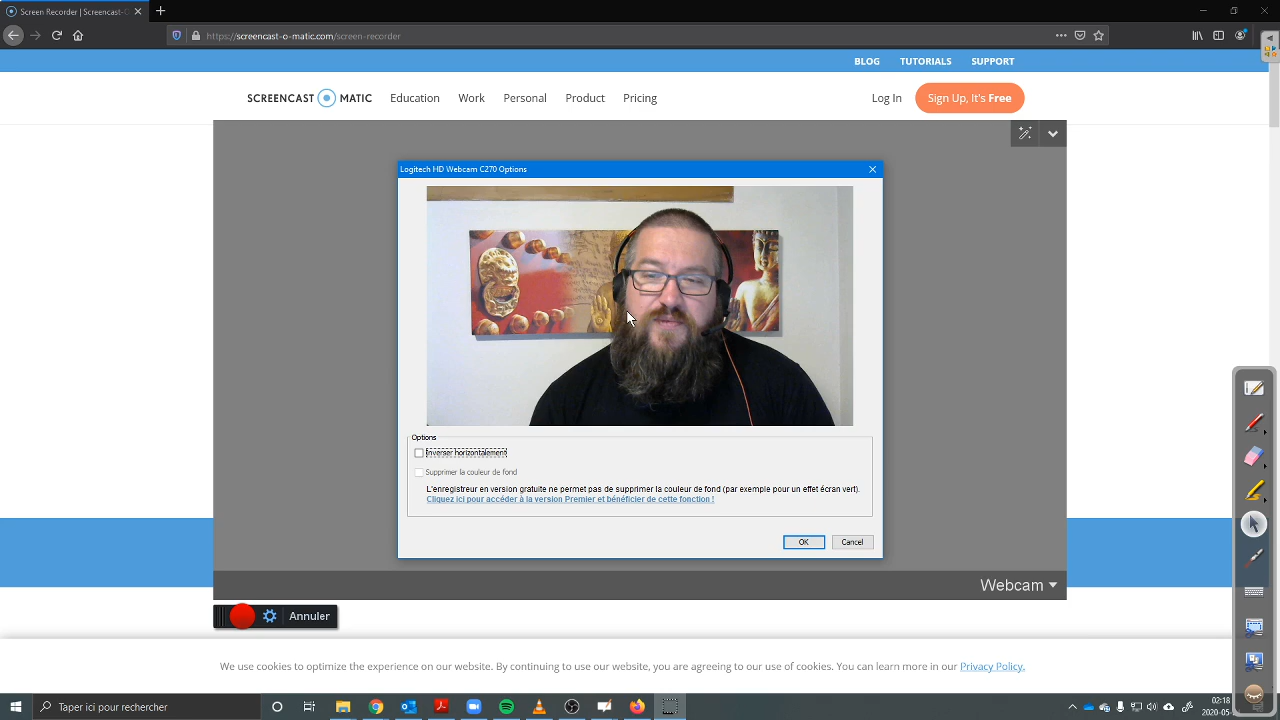 Screen Recorder | Screencast-O
https://screencast-o-matic.com/screen-recorder
BLOG TUTORIALS SUPPORT
SCREENCAST MATIC Education Work Personal Product Pricing Log In Sign Up, It's Free
Logitech HD Webcam C270 Options
Options
Inverser horizontalement
Supprimer la couleur de fond
L'enregistreur en version gratuite ne permet pas de supprimer la couleur de fond (par exemple pour un effet écran vert).
Cliquez ici pour accéder à la version Premier et bénéficier de cette fonction !
OK Cancel
Webcam
Annuler
We use cookies to optimize the experience on our website. By continuing to use our website, you are agreeing to our use of cookies. You can learn more in our Privacy Policy.
Taper ici pour rechercher
02:18
2020-05-